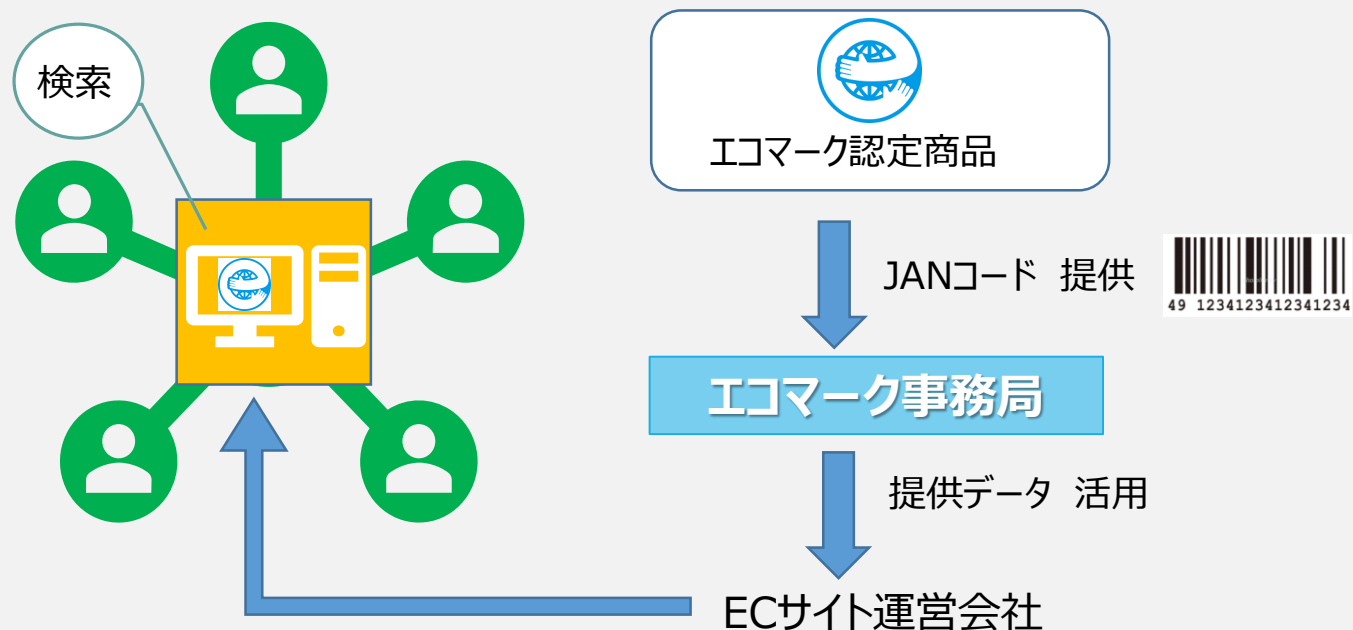 検索
エコマーク認定商品
JANコード 提供
49 1234123412341234
エコマーク事務局
提供データ 活用
ECサイト運営会社